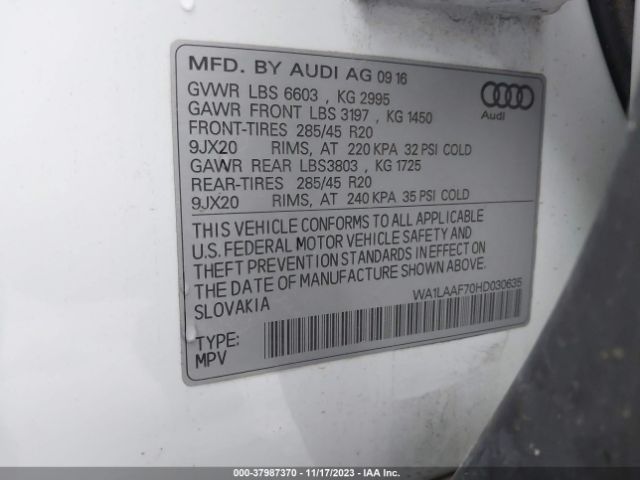 MFD. BY AUDI AG 09 16
GVWR LBS 6603 , KG 2995
GAWR FRONT LBS 3197 , KG 1450
FRONT-TIRES 285/45 R20
9JX20 RIMS, AT 220 KPA 32 PSI COLD
GAWR REAR LBS3803 , KG 1725
REAR-TIRES 285/45 R20
9JX20 RIMS, AT 240 KPA 35 PSI COLD
Audi
THIS VEHICLE CONFORMS TO ALL APPLICABLE
U.S. FEDERAL MOTOR VEHICLE SAFETY AND
THEFT PREVENTION STANDARDS IN EFFECT ON
THE DATE OF MANUFACTURE SHOWN ABOVE.
SLOVAKIA
WA1LAAF70HD030635
TYPE:
MPV
000-37987370 - 11/17/2023 - IAA Inc.